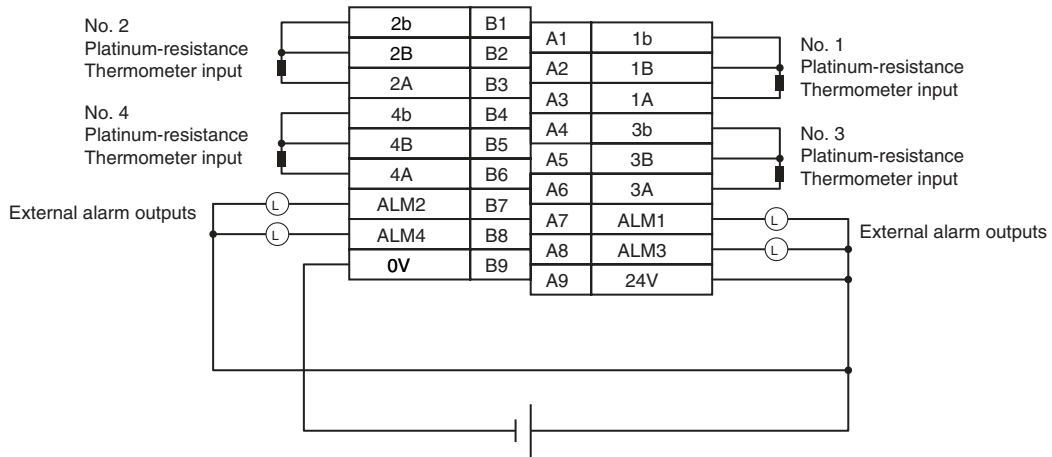 No. 2
Platinum-resistance
Thermometer input
No. 4
Platinum-resistance
Thermometer input
External alarm outputs
2b B1
2B B2
2A B3
4b B4
4B B5
4A B6
ALM2 B7
ALM4 B8
0V B9
A1 1b
A2 1B
A3 1A
A4 3b
A5 3B
A6 3A
A7 ALM1
A8 ALM3
A9 24V
L
L
L
L
No. 1
Platinum-resistance
Thermometer input
No. 3
Platinum-resistance
Thermometer input
External alarm outputs